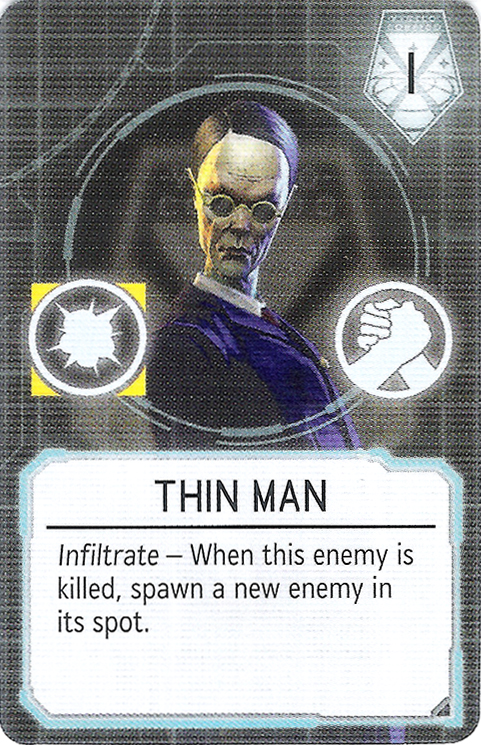 I
THIN MAN
Infiltrate – When this enemy is
killed, spawn a new enemy in
its spot.